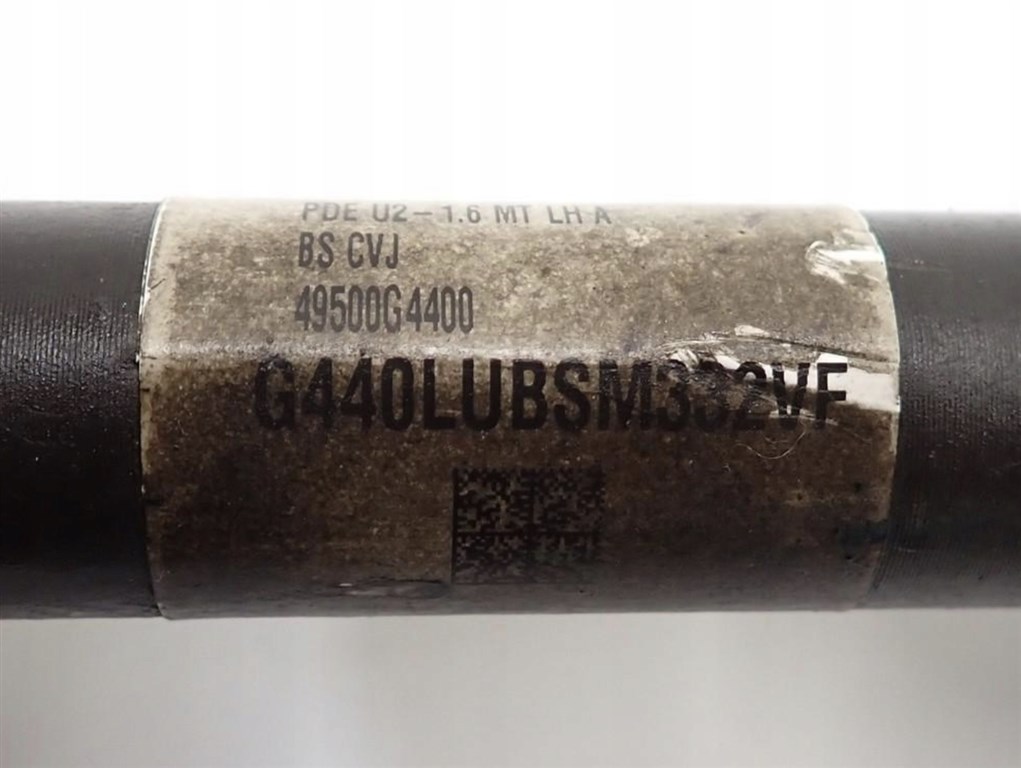 PDE U2-1.6 MT LH A
BS CVJ
49500G4400
G440LUBSM332VF